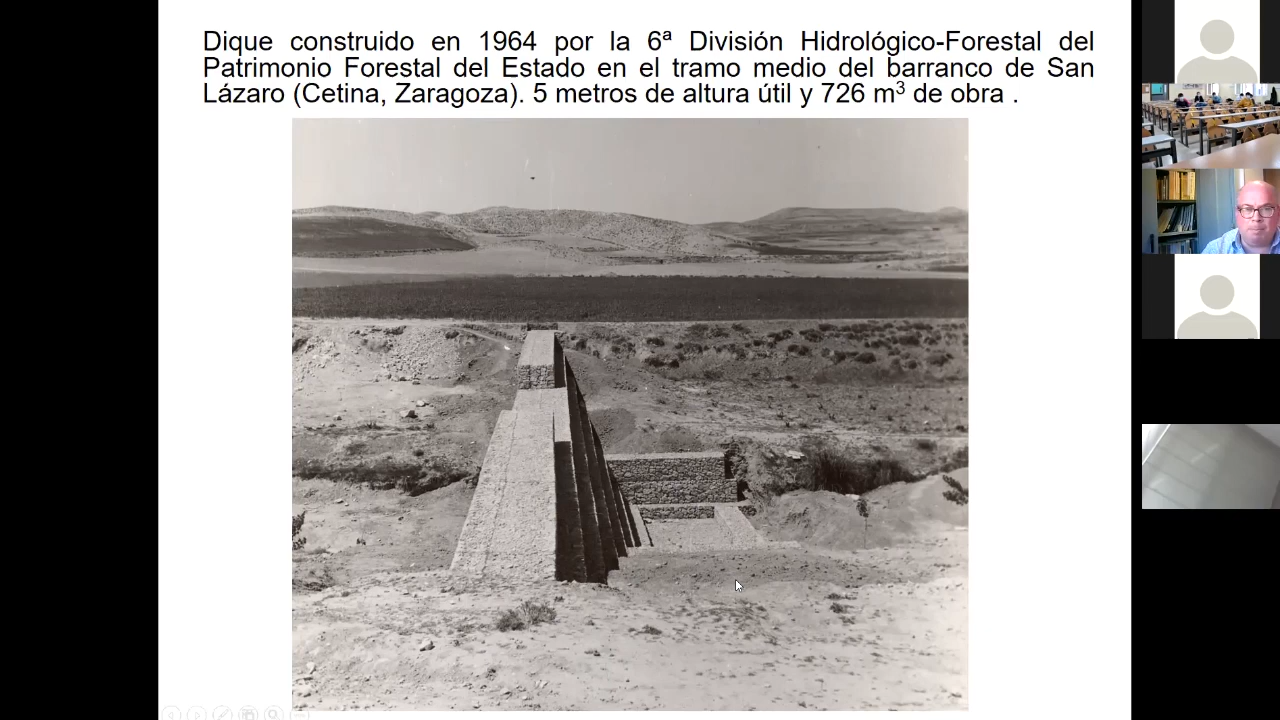 Dique construido en 1964 por la 6ª División Hidrológico-Forestal del
Patrimonio Forestal del Estado en el tramo medio del barranco de San
Lázaro (Cetina, Zaragoza). 5 metros de altura útil y 726 m³ de obra .